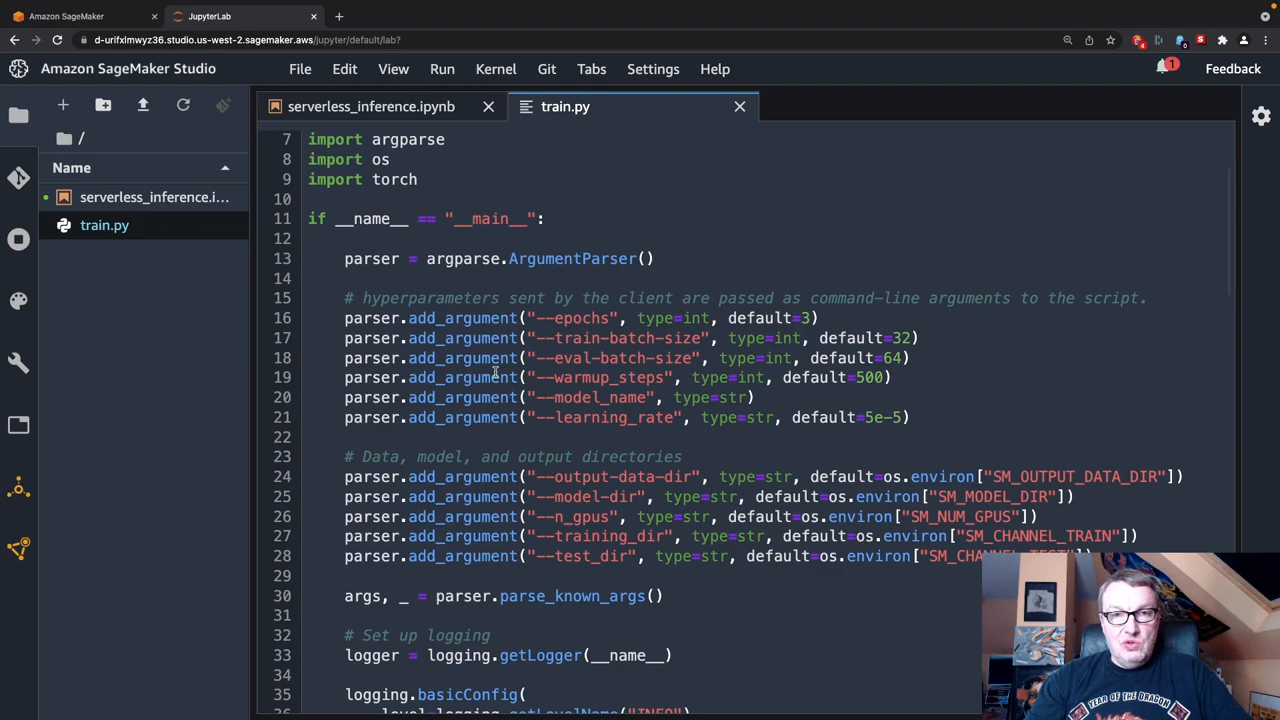 Amazon SageMaker
JupyterLab
d-urifxlmwyz36.studio.us-west-2.sagemaker.aws/jupyter/default/lab?
4
0
S
Amazon SageMaker Studio
File Edit View Run Kernel Git Tabs Settings Help
1
Feedback
serverless_inference.ipynb
train.py
/
Name
serverless_inference.i...
train.py
7 import argparse
8 import os
9 import torch
10
11 if __name__ == "__main__":
12
13 parser = argparse.ArgumentParser()
14
15 # hyperparameters sent by the client are passed as command-line arguments to the script.
16 parser.add_argument("--epochs", type=int, default=3)
17 parser.add_argument("--train-batch-size", type=int, default=32)
18 parser.add_argument("--eval-batch-size", type=int, default=64)
19 parser.add_argument("--warmup_steps", type=int, default=500)
20 parser.add_argument("--model_name", type=str)
21 parser.add_argument("--learning_rate", type=str, default=5e-5)
22
23 # Data, model, and output directories
24 parser.add_argument("--output-data-dir", type=str, default=os.environ["SM_OUTPUT_DATA_DIR"])
25 parser.add_argument("--model-dir", type=str, default=os.environ["SM_MODEL_DIR"])
26 parser.add_argument("--n_gpus", type=str, default=os.environ["SM_NUM_GPUS"])
27 parser.add_argument("--training_dir", type=str, default=os.environ["SM_CHANNEL_TRAIN"])
28 parser.add_argument("--test_dir", type=str, default=os.environ["SM_CHANNEL_TEST"])
29
30 args, _ = parser.parse_known_args()
31
32 # Set up logging
33 logger = logging.getLogger(__name__)
34
35 logging.basicConfig(
36 level=logging.getLevelName("INFO")
YEAR OF THE DRAGON